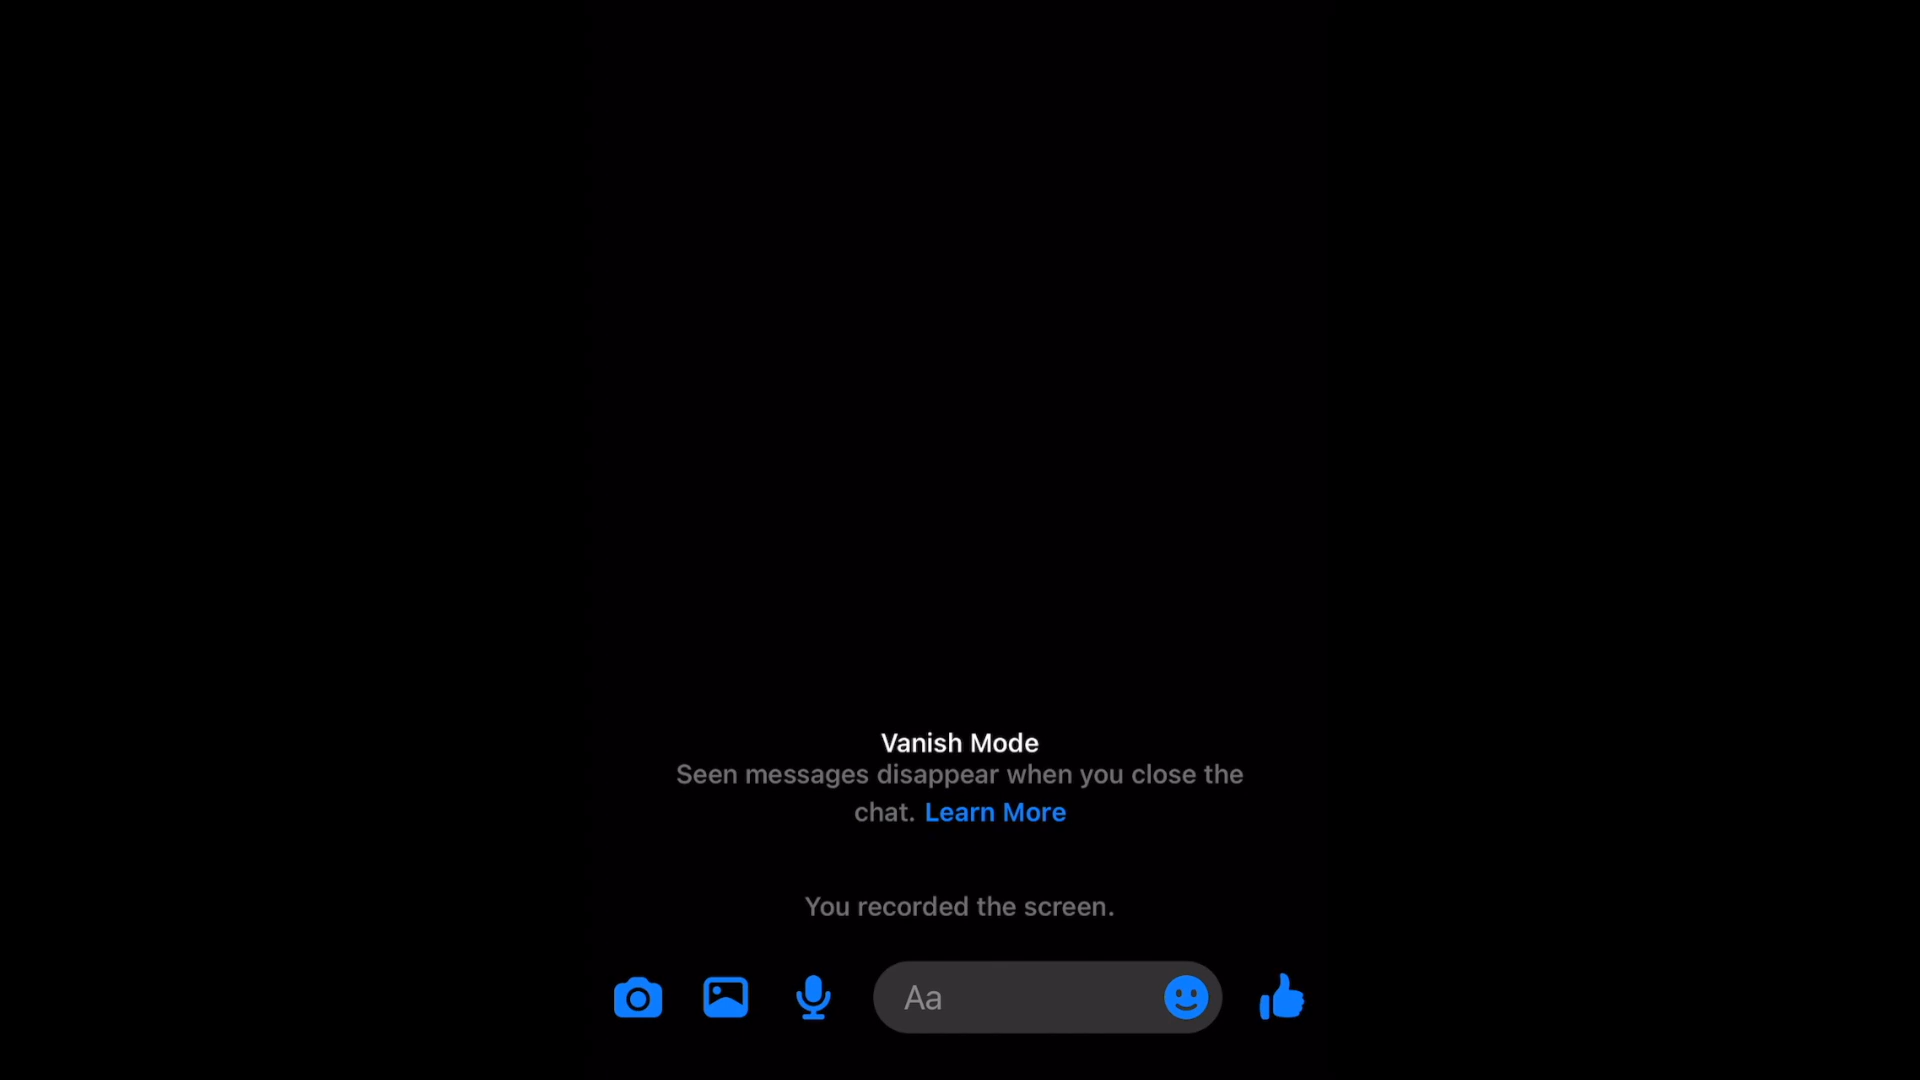 Vanish Mode
Seen messages disappear when you close the
chat. Learn More
You recorded the screen.
Aa